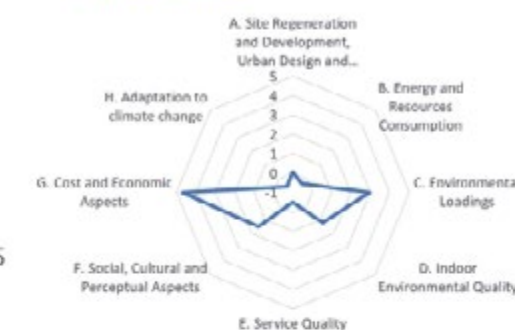 A. Site Regeneration
and Development,
Urban Design and...
B. Energy and
Resources
Consumption
C. Environmenta
Loadings
D. Indoor
Environmental Quality
E. Service Quality
F. Social, Cultural and
Perceptual Aspects
G. Cost and Economic
Aspects
H. Adaptation to
climate change
5
4
3
2
1
0
-1